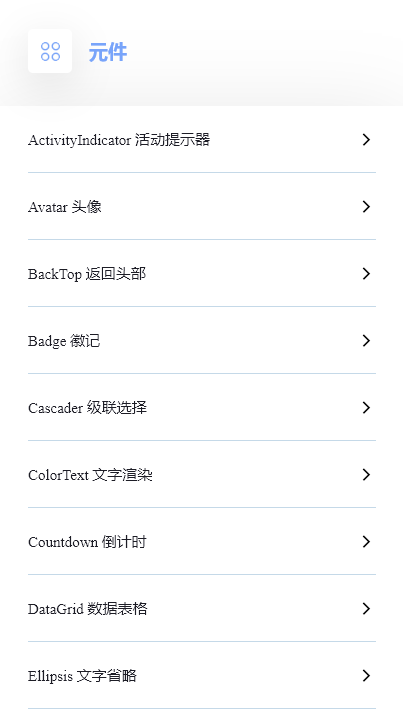 元件
ActivityIndicator 活动提示器
Avatar 头像
BackTop 返回头部
Badge 徽记
Cascader 级联选择
ColorText 文字渲染
Countdown 倒计时
DataGrid 数据表格
Ellipsis 文字省略